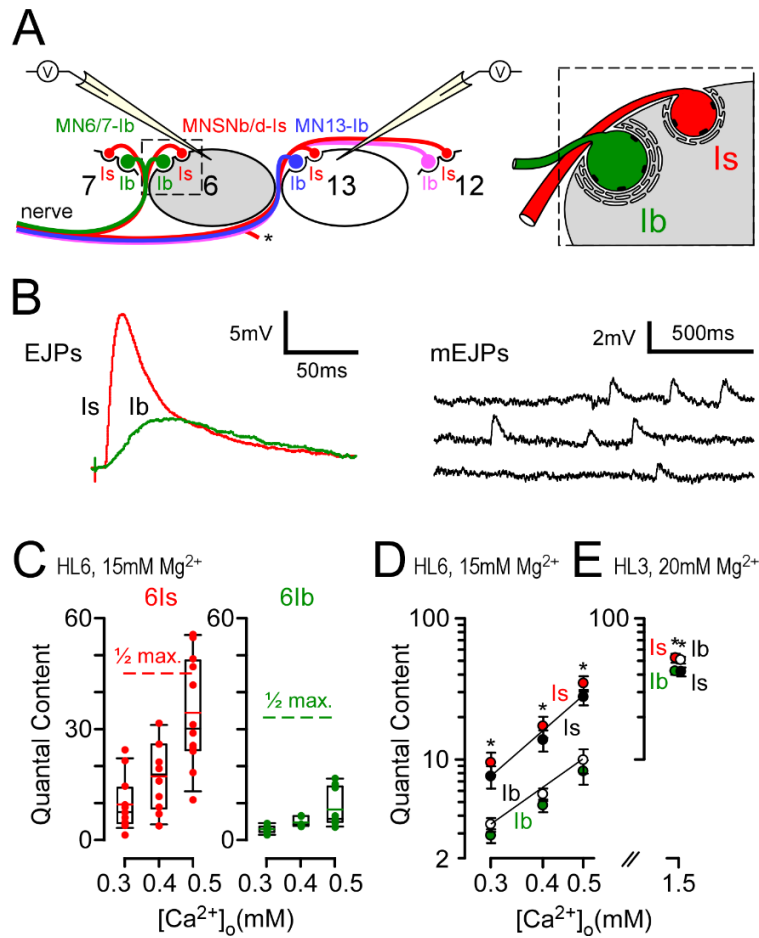 A
V
V
MN6/7-Ib
MNSNb/d-Is
MN13-Ib
7
Is
Ib
Ib
Is
6
Ib
Is
13
Ib
Is
12
nerve
*
Is
Ib
B
EJPs
Is
Ib
5mV
50ms
mEJPs
2mV
500ms
C HL6, 15mM Mg²⁺
6Is
6Ib
Quantal Content
60
30
0
½ max.
60
30
0
½ max.
0.3 0.4 0.5
0.3 0.4 0.5
[Ca²⁺]ₒ(mM)
D HL6, 15mM Mg²⁺
Quantal Content
100
10
2
*
*
*
Is
Is
Ib
Ib
0.3 0.4 0.5
E HL3, 20mM Mg²⁺
100
10
* *
Is
Ib
Ib
Is
//
1.5
[Ca²⁺]ₒ(mM)